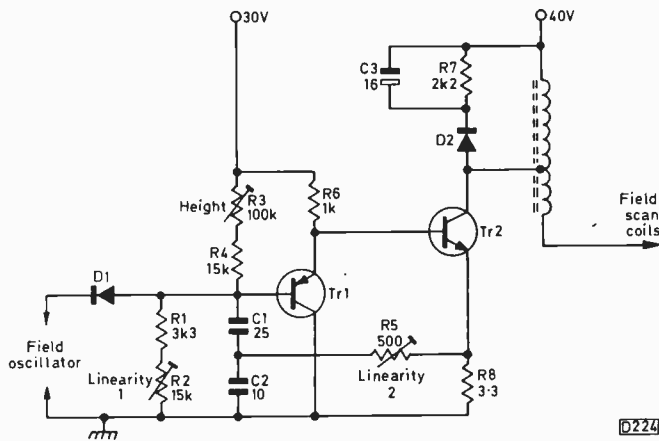 30V
40V
C3
16
R7
2k2
D2
Height
R3
100k
R6
1k
R4
15k
Tr2
Field
scan
coils
D1
Tr1
R1
3k3
C1
25
Field
oscillator
R5
500
Linearity
1
R2
15k
C2
10
Linearity
2
R8
3·3
D224